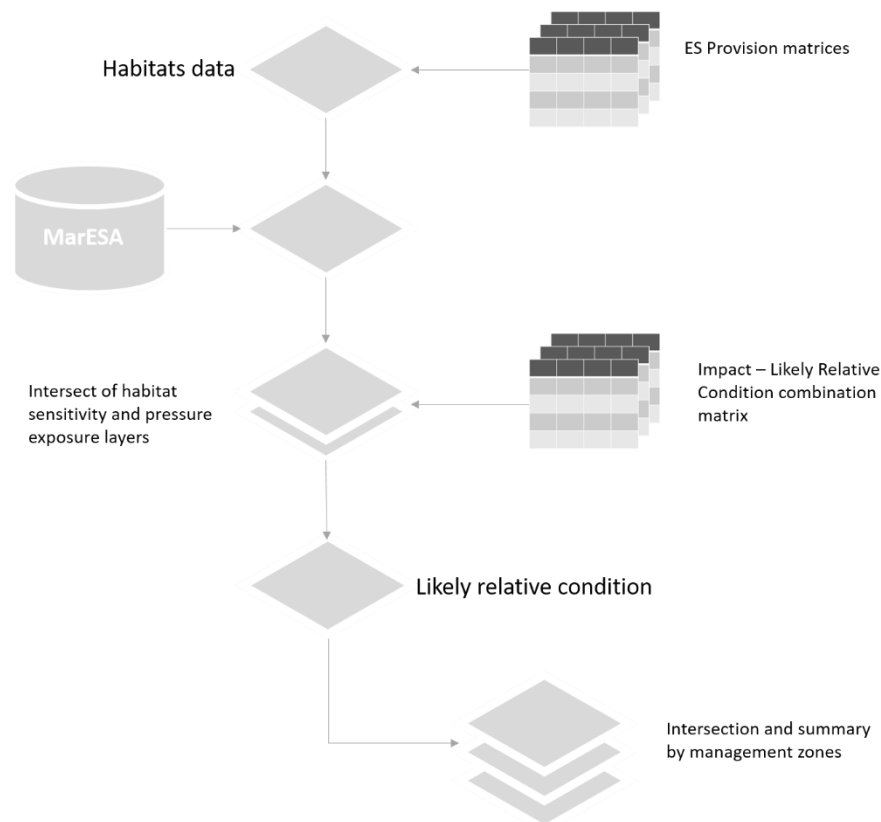 ES Provision matrices
Habitats data
MarESA
Intersect of habitat
sensitivity and pressure
exposure layers
Impact – Likely Relative
Condition combination
matrix
Likely relative condition
Intersection and summary
by management zones